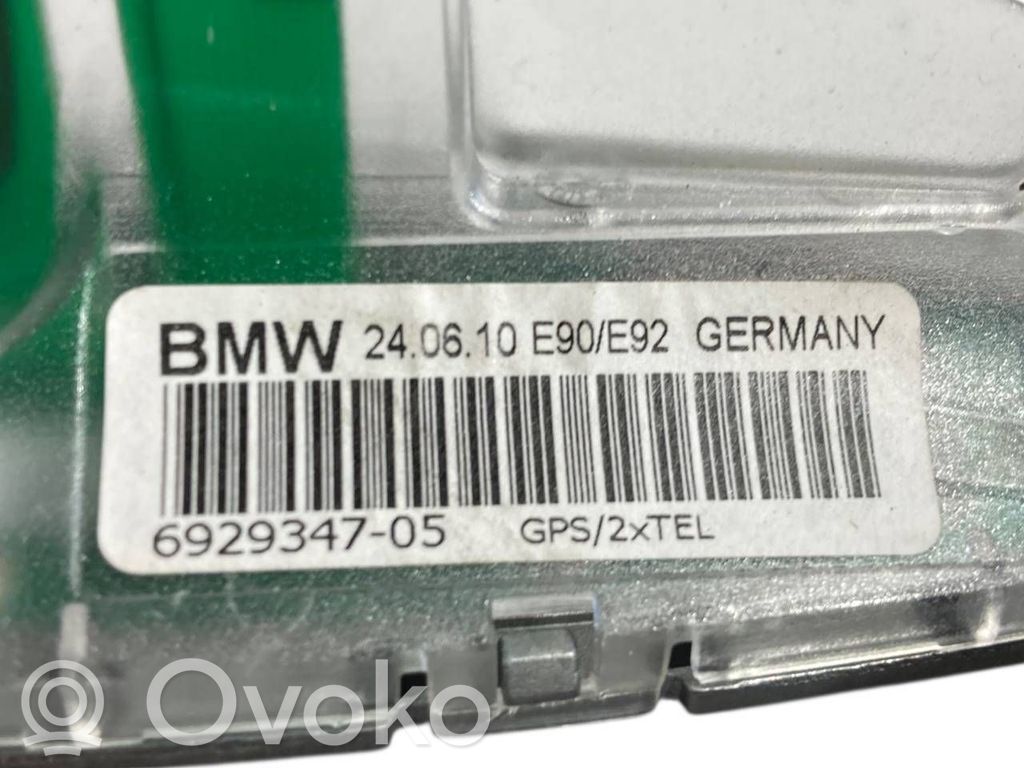 BMW 24.06.10 E90/E92 GERMANY
6929347-05 GPS/2xTEL
Ovoko